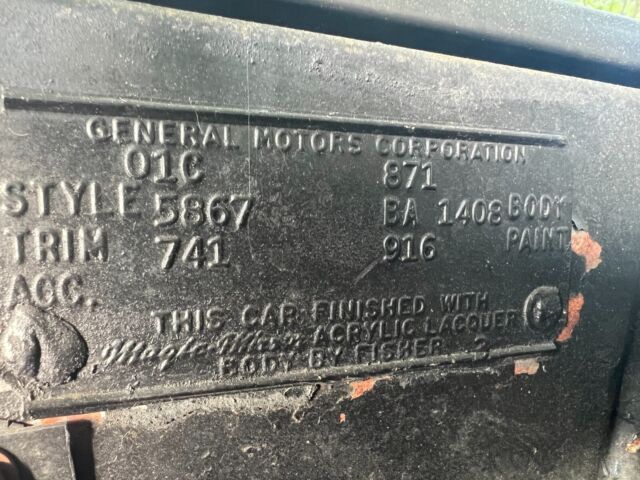 GENERAL MOTORS CORPORATION
01C 871
STYLE 5867 BA 1408 BODY
TRIM 741 916 PAINT
ACC.
THIS CAR FINISHED WITH
Magic-Mirror ACRYLIC LACQUER
BODY BY FISHER 3